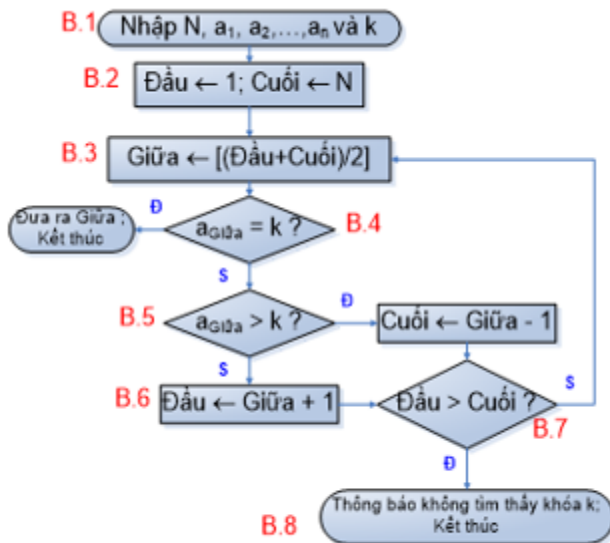 B.1
Nhập N, a₁, a₂,…,aₙ và k
B.2
Đầu ← 1; Cuối ← N
B.3
Giữa ← [(Đầu+Cuối)/2]
Đ
Đưa ra Giữa ;
Kết thúc
a_Giữa = k ?
B.4
S
B.5
a_Giữa > k ?
Đ
Cuối ← Giữa - 1
S
B.6
Đầu ← Giữa + 1
Đầu > Cuối ?
S
B.7
Đ
B.8
Thông báo không tìm thấy khóa k;
Kết thúc